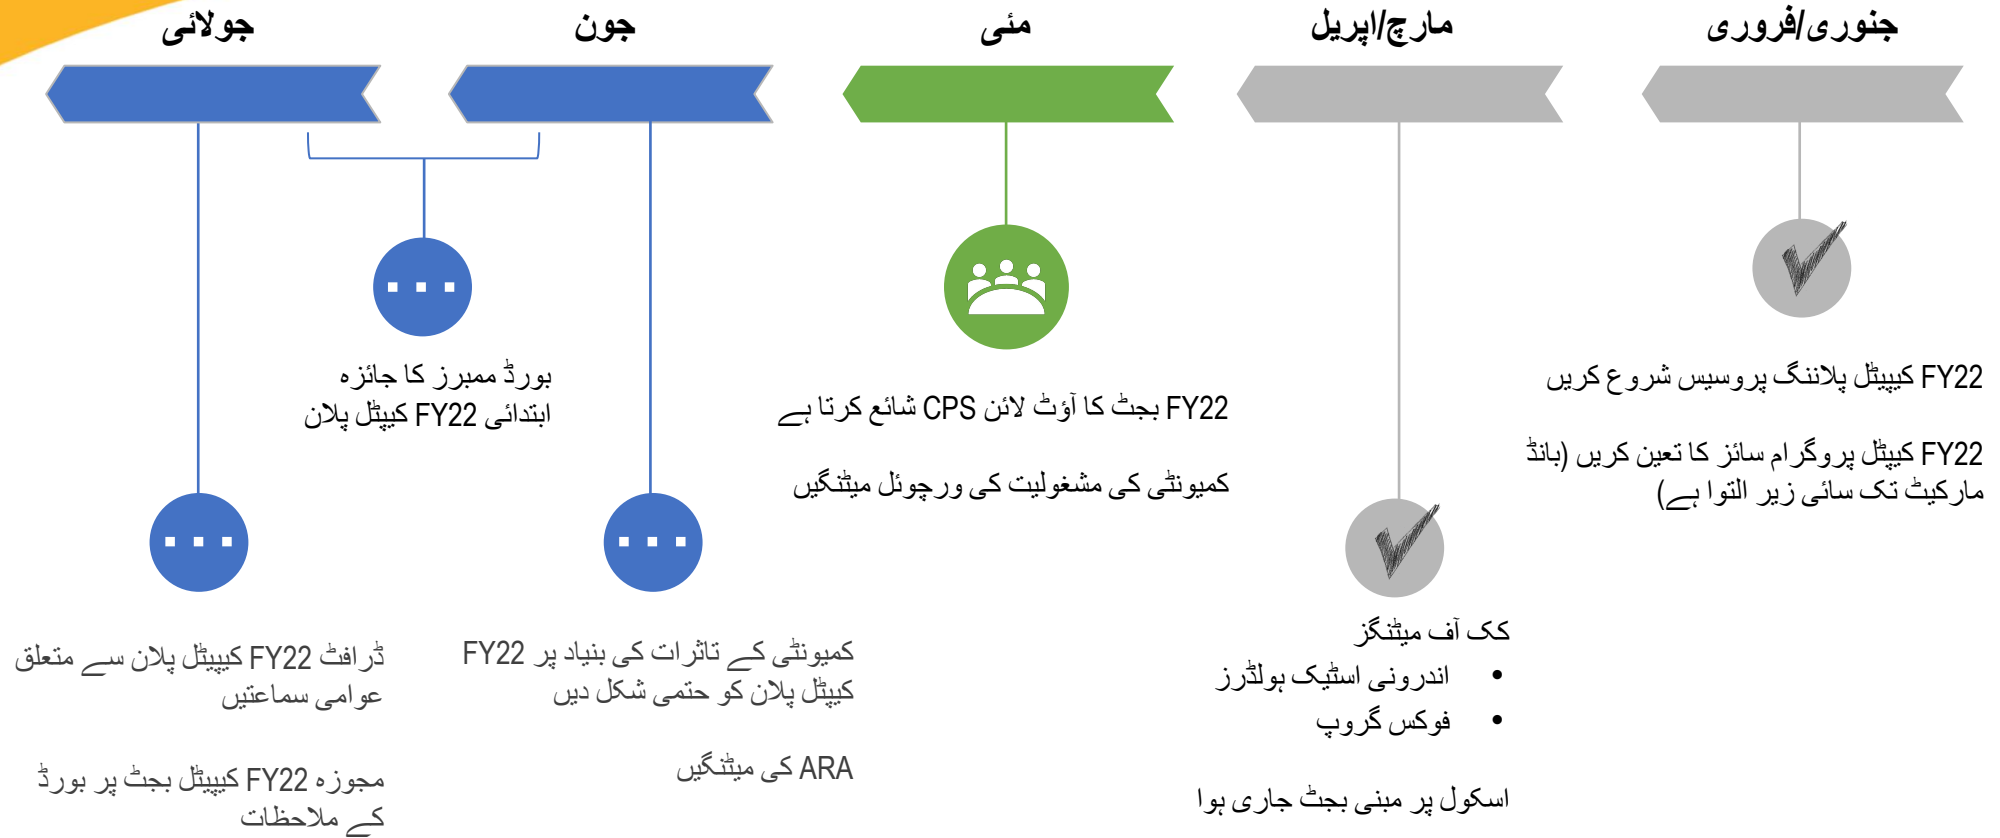 جنوری/فروری
مارچ/اپریل
مئی
جون
جولائی
FY22 کیپیٹل پلاننگ پروسیس شروع کریں
FY22 کیپٹل پروگرام سائز کا تعین کریں (بانڈ
مارکیٹ تک سائی زیر التوا ہے)
کک آف میٹنگز
• اندرونی اسٹیک ہولڈرز
• فوکس گروپ
اسکول پر مبنی بجٹ جاری ہوا
FY22 بجٹ کا آؤٹ لائن CPS شائع کرتا ہے
کمیونٹی کی مشغولیت کی ورچوئل میٹنگیں
بورڈ ممبرز کا جائزہ
ابتدائی FY22 کیپٹل پلان
کمیونٹی کے تاثرات کی بنیاد پر FY22
کیپٹل پلان کو حتمی شکل دیں
ARA کی میٹنگیں
ڈرافٹ FY22 کیپیٹل پلان سے متعلق
عوامی سماعتیں
مجوزہ FY22 کیپیٹل بجٹ پر بورڈ
کے ملاحظات